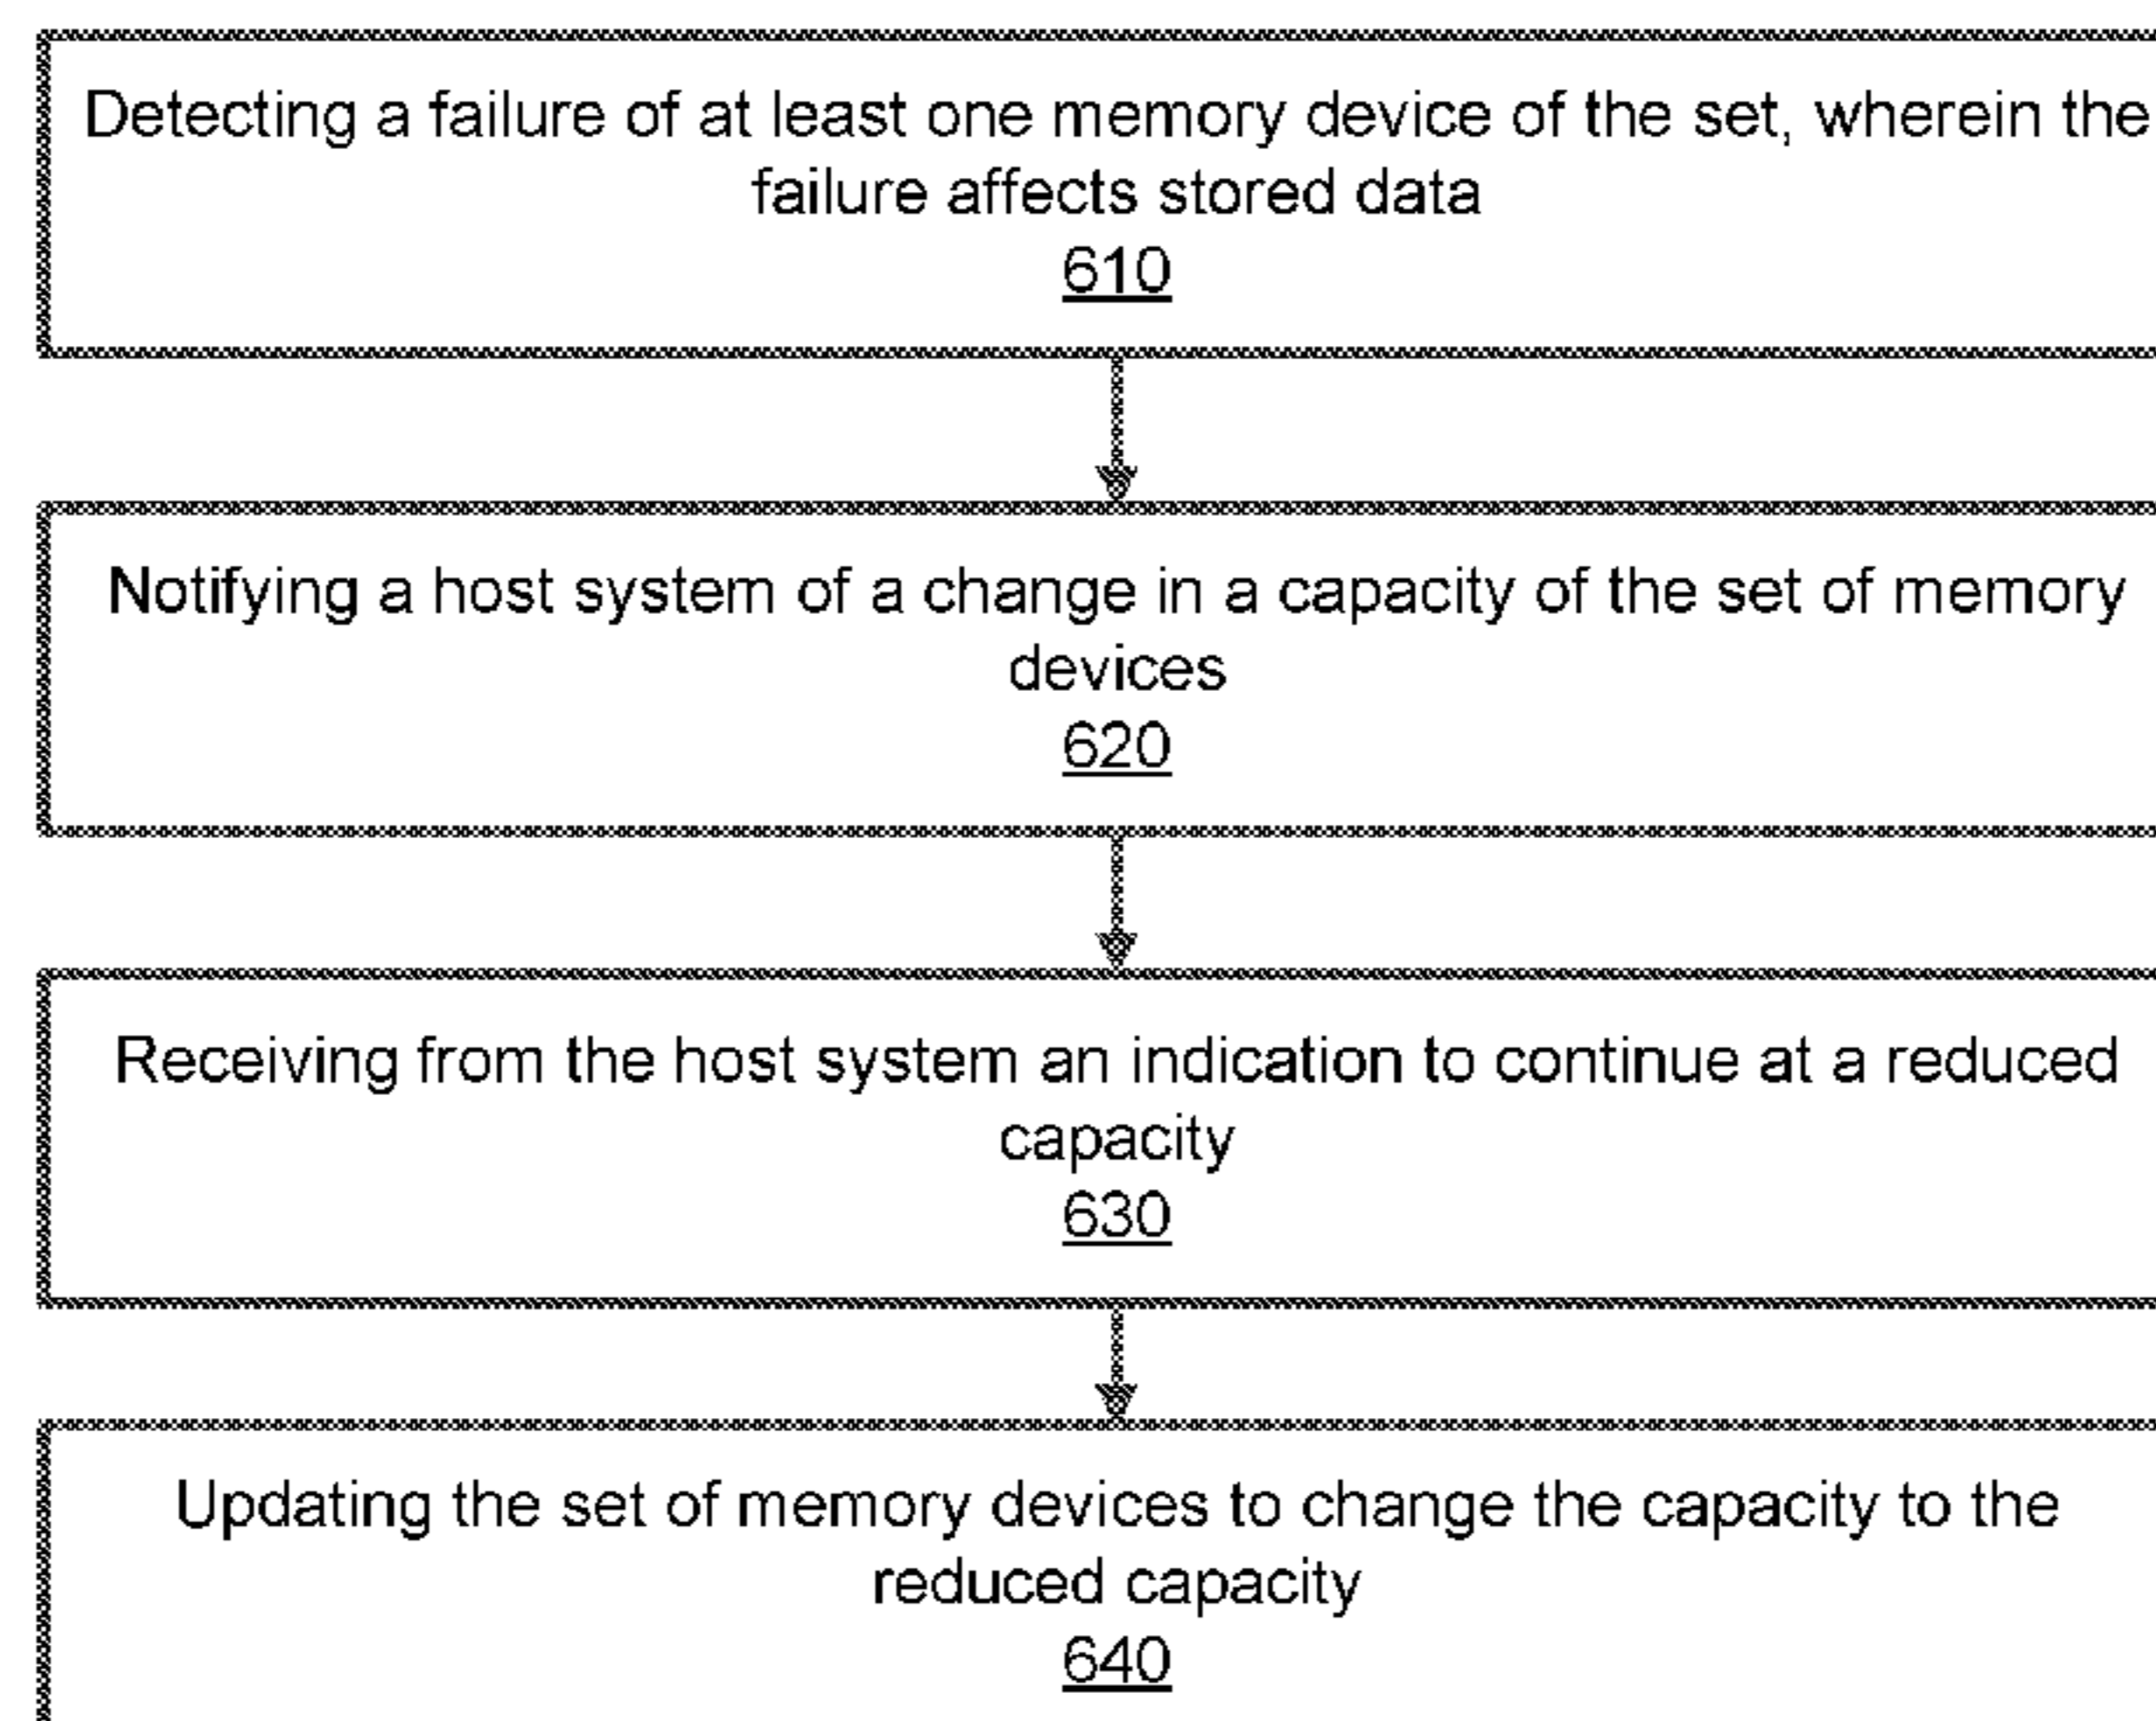 Detecting a failure of at least one memory device of the set, wherein the
failure affects stored data
610
Notifying a host system of a change in a capacity of the set of memory
devices
620
Receiving from the host system an indication to continue at a reduced
capacity
630
Updating the set of memory devices to change the capacity to the
reduced capacity
640